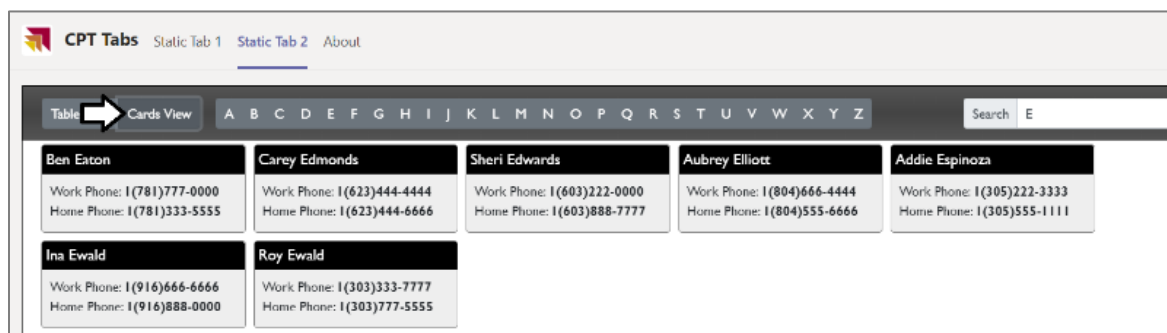 CPT Tabs Static Tab 1 Static Tab 2 About
Table Cards View A B C D E F G H I J K L M N O P Q R S T U V W X Y Z Search E
Ben Eaton Carey Edmonds Sheri Edwards Aubrey Elliott Addie Espinoza
Work Phone: 1(781)777-0000 Work Phone: 1(623)444-4444 Work Phone: 1(603)222-0000 Work Phone: 1(804)666-4444 Work Phone: 1(305)222-3333
Home Phone: 1(781)333-5555 Home Phone: 1(623)444-6666 Home Phone: 1(603)888-7777 Home Phone: 1(804)555-6666 Home Phone: 1(305)555-1111
Ina Ewald Roy Ewald
Work Phone: 1(916)666-6666 Work Phone: 1(303)333-7777
Home Phone: 1(916)888-0000 Home Phone: 1(303)777-5555